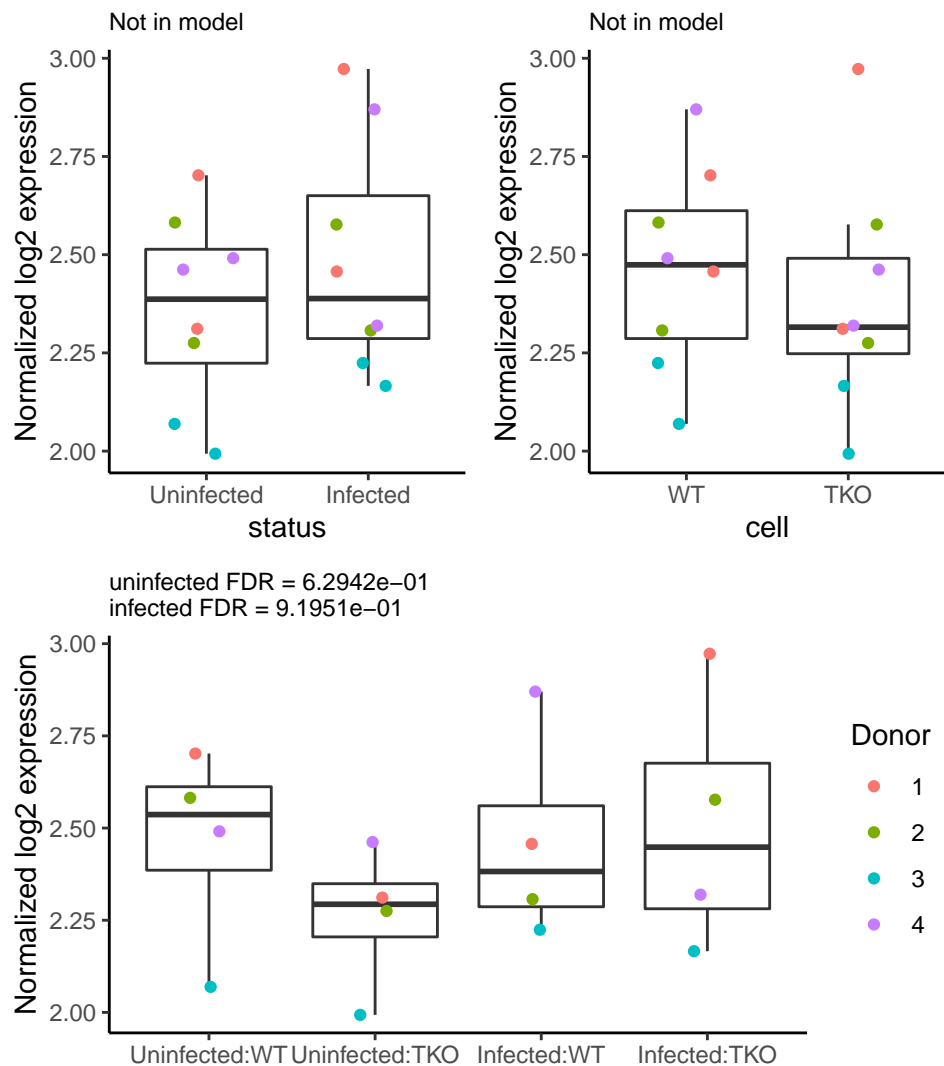 Not in model
Normalized log2 expression
3.00
2.75
2.50
2.25
2.00
Uninfected Infected
status
Not in model
Normalized log2 expression
3.00
2.75
2.50
2.25
2.00
WT TKO
cell
uninfected FDR = 6.2942e−01
infected FDR = 9.1951e−01
Normalized log2 expression
3.00
2.75
2.50
2.25
2.00
Uninfected:WT Uninfected:TKO Infected:WT Infected:TKO
Donor
1
2
3
4